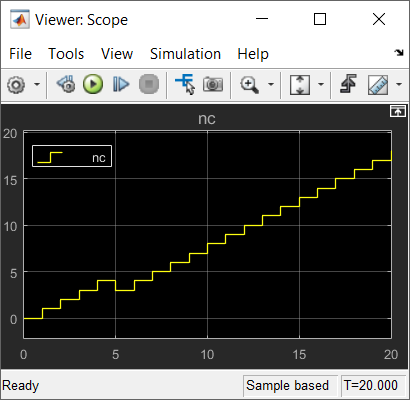 Viewer: Scope
File Tools View Simulation Help
nc
nc
20
15
10
5
0
0 5 10 15 20
Ready Sample based T=20.000